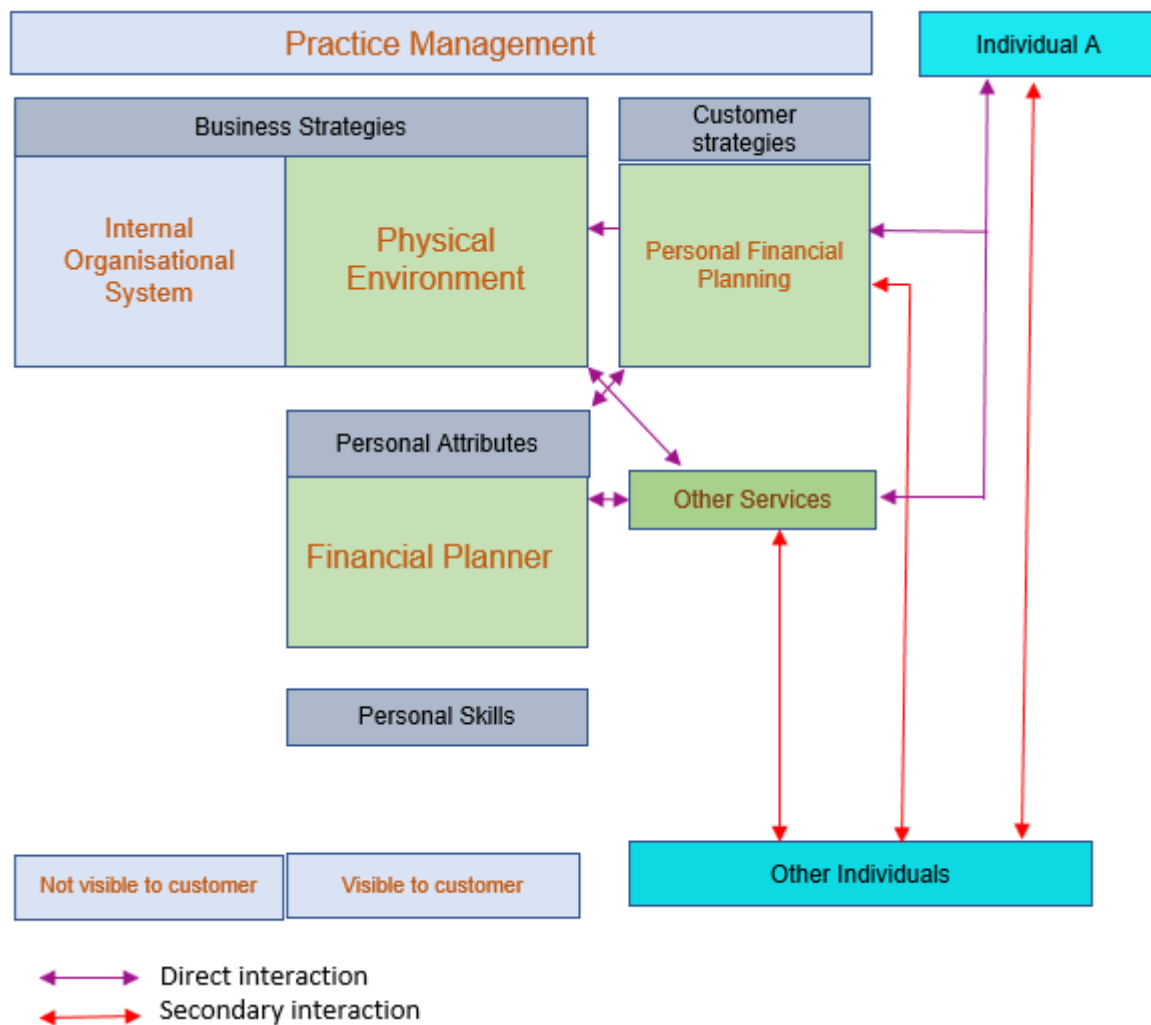 Practice Management
Individual A
Business Strategies
Customer
strategies
Internal
Organisational
System
Physical
Environment
Personal Financial
Planning
Personal Attributes
Other Services
Financial Planner
Personal Skills
Not visible to customer
Visible to customer
Other Individuals
Direct interaction
Secondary interaction